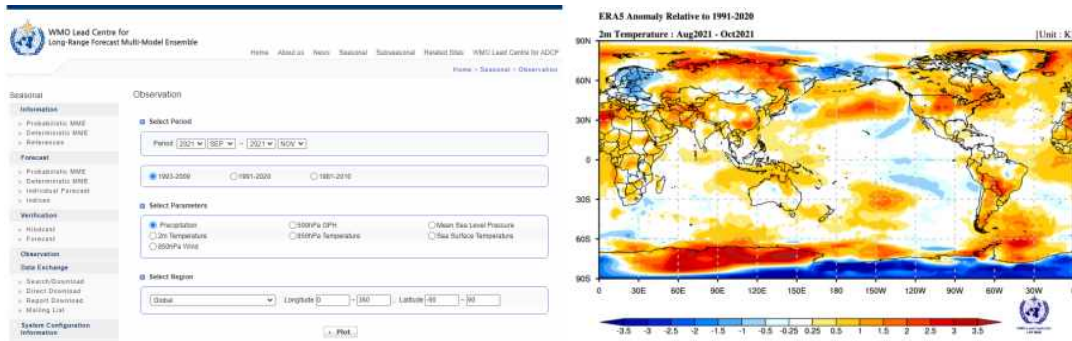 WMO Lead Centre for
Long-Range Forecast Multi-Model Ensemble
Home About us News Seasonal Subseasonal Related Sites WMO Lead Centre for ADCP
Home > Seasonal > Observation
Seasonal
Information
Probabilistic MME
Deterministic MME
References
Forecast
Probabilistic MME
Deterministic MME
Individual Forecast
Indices
Verification
Hindcast
Forecast
Observation
Data Exchange
Search/Download
Direct Download
Report Download
Mailing List
System Configuration
Information
Observation
Select Period
Period 2021 SEP ~ 2021 NOV
1993-2009 1991-2020 1981-2010
Select Parameters
Precipitation 500hPa GPH Mean Sea Level Pressure
2m Temperature 850hPa Temperature Sea Surface Temperature
850hPa Wind
Select Region
Global Longitude 0 ~ 360 , Latitude -90 ~ 90
Plot
ERA5 Anomaly Relative to 1991-2020
2m Temperature : Aug2021 - Oct2021 [Unit : K
90N
60N
30N
0
30S
60S
90S
0 30E 60E 90E 120E 150E 180 150W 120W 90W 60W 30W
-3.5 -3 -2.5 -2 -1.5 -1 -0.5 -0.25 0.25 0.5 1 1.5 2 2.5 3 3.5